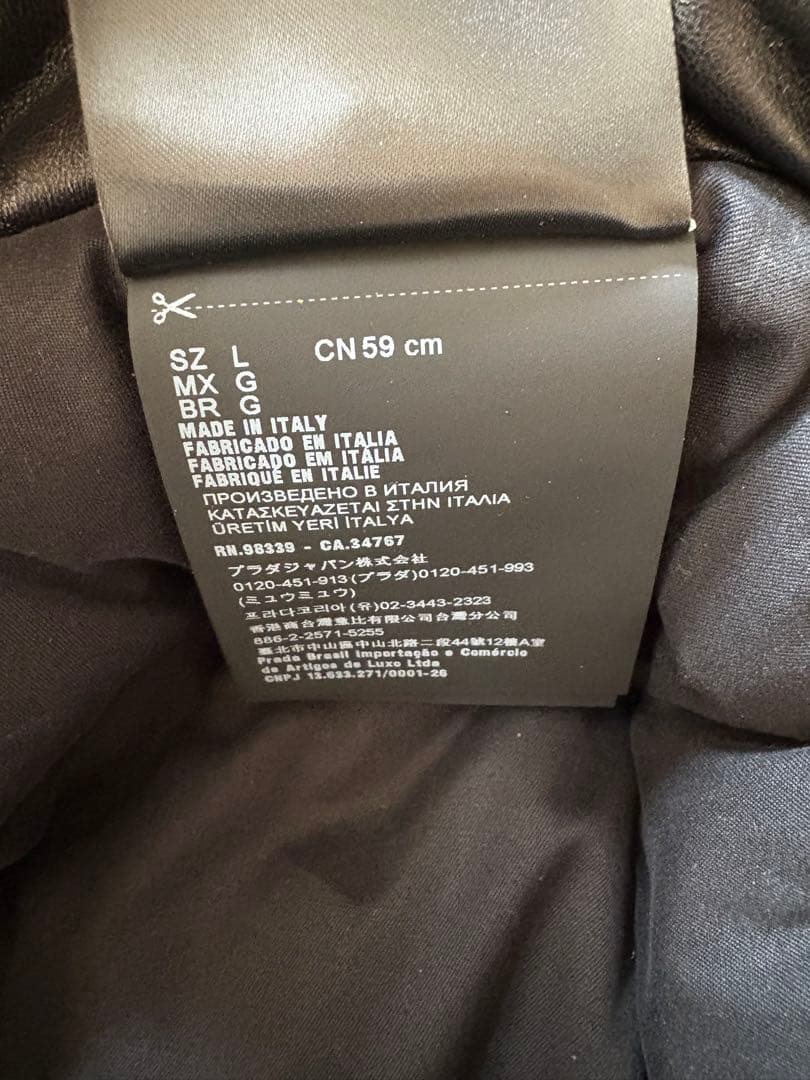 SZ L CN 59 cm
MX G
BR G
MADE IN ITALY
FABRICADO EN ITALIA
FABRICADO EM ITÁLIA
FABRIQUÉ EN ITALIE
ПРОИЗВЕДЕНО В ИТАЛИЯ
ΚΑΤΑΣΚΕΥΑΖΕΤΑΙ ΣΤΗΝ ΙΤΑΛΙΑ
ÜRETİM YERİ İTALYA
RN.98339 - CA.34767
プラダジャパン株式会社
0120-451-913(プラダ)0120-451-993
(ミュウミュウ)
프라다코리아(유)02-3443-2323
香港商台灣魚比有限公司台灣分公司
886-2-2571-5255
臺北市中山區中山北路二段44號12樓A室
Prada Brasil Importação e Comércio
de Artigos de Luxo Ltda
CNPJ 13.633.271/0001-26